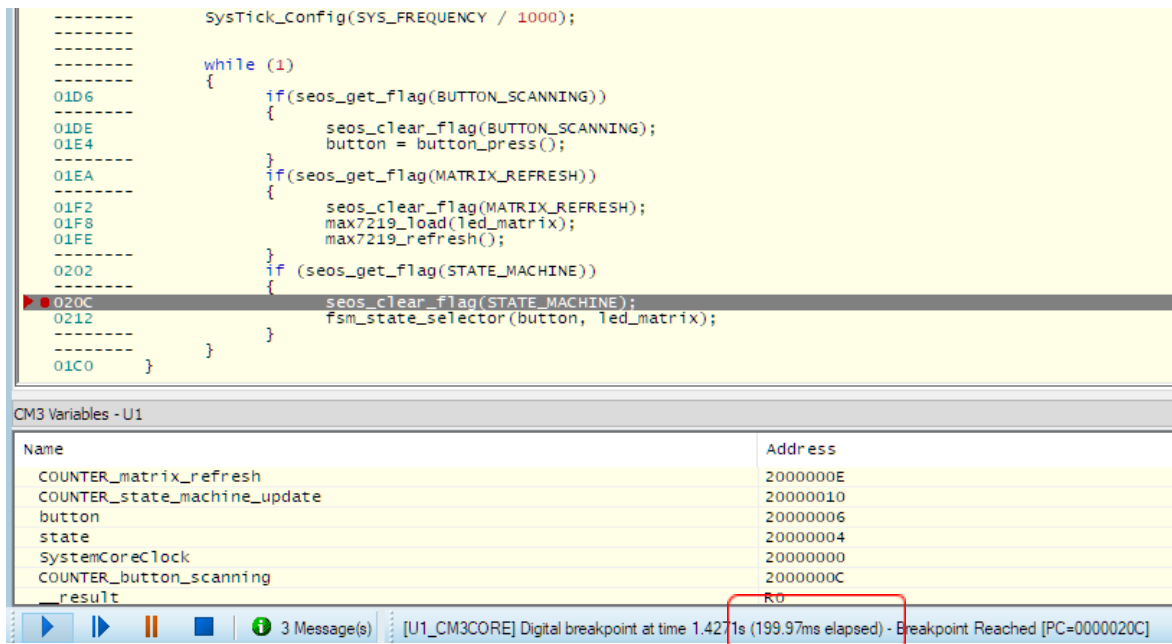 -------- SysTick_Config(SYS_FREQUENCY / 1000);
--------
--------
-------- while (1)
-------- {
01D6 if(seos_get_flag(BUTTON_SCANNING))
-------- {
01DE seos_clear_flag(BUTTON_SCANNING);
01E4 button = button_press();
-------- }
01EA if(seos_get_flag(MATRIX_REFRESH))
-------- {
01F2 seos_clear_flag(MATRIX_REFRESH);
01F8 max7219_load(led_matrix);
01FE max7219_refresh();
-------- }
0202 if (seos_get_flag(STATE_MACHINE))
-------- {
020C seos_clear_flag(STATE_MACHINE);
0212 fsm_state_selector(button, led_matrix);
-------- }
-------- }
01C0 }
CM3 Variables - U1
Name Address
COUNTER_matrix_refresh 2000000E
COUNTER_state_machine_update 20000010
button 20000006
state 20000004
SystemCoreClock 20000000
COUNTER_button_scanning 2000000C
__result R0
3 Message(s) [U1_CM3CORE] Digital breakpoint at time 1.4271s (199.97ms elapsed) - Breakpoint Reached [PC=0000020C]